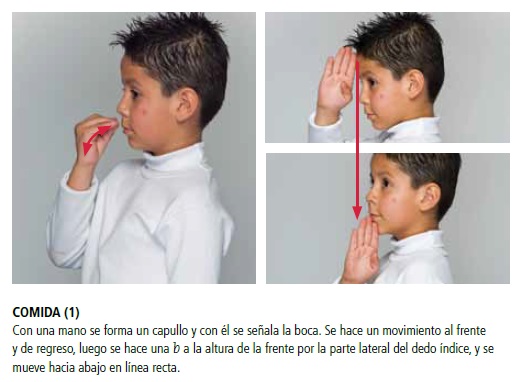 COMIDA (1)
Con una mano se forma un capullo y con él se señala la boca. Se hace un movimiento al frente
y de regreso, luego se hace una b a la altura de la frente por la parte lateral del dedo índice, y se
mueve hacia abajo en línea recta.